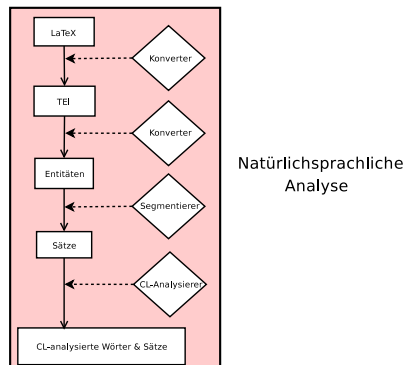 LaTeX
Konverter
TEI
Konverter
Entitäten
Segmentierer
Sätze
CL-Analysierer
CL-analysierte Wörter & Sätze
Natürlichsprachliche
Analyse